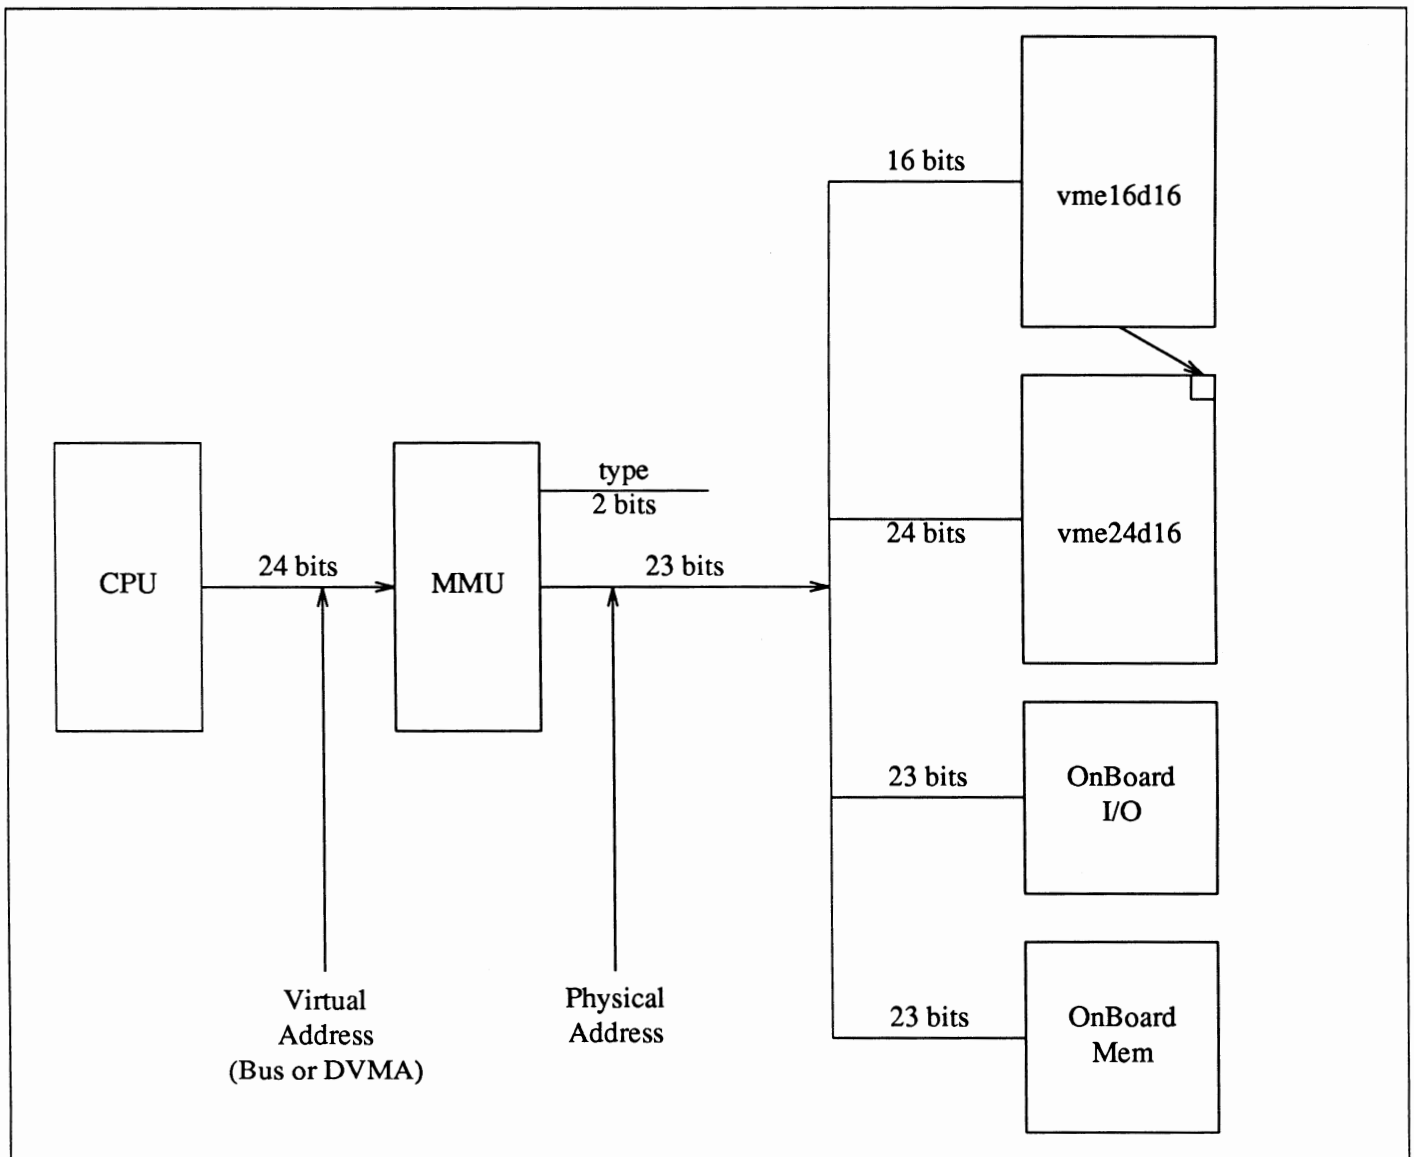 16 bits
vme16d16
type
2 bits
24 bits
vme24d16
CPU
24 bits
MMU
23 bits
23 bits
OnBoard
I/O
Virtual
Address
(Bus or DVMA)
Physical
Address
23 bits
OnBoard
Mem